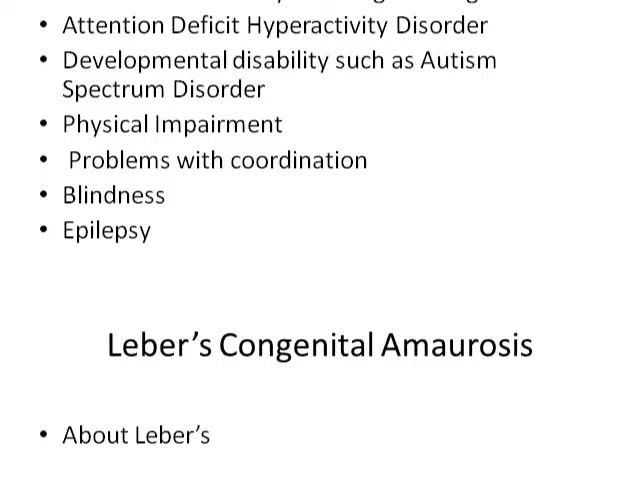 • Attention Deficit Hyperactivity Disorder
• Developmental disability such as Autism
Spectrum Disorder
• Physical Impairment
• Problems with coordination
• Blindness
• Epilepsy
Leber’s Congenital Amaurosis
• About Leber’s